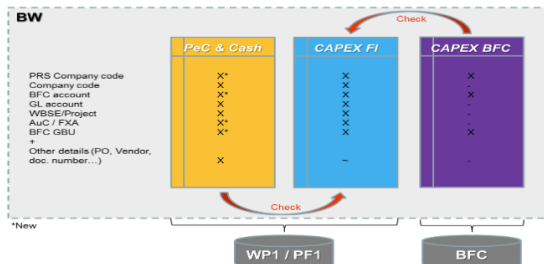 BW
Check
PeC & Cash CAPEX FI CAPEX BFC
PRS Company code X* X X
Company code X X -
BFC account X* X X
GL account X X -
WBSE/Project X X -
AuC / FXA X* X -
BFC GBU X* X X
+
Other details (PO, Vendor,
doc. number…) X ~ -
Check
*New
WP1 / PF1 BFC